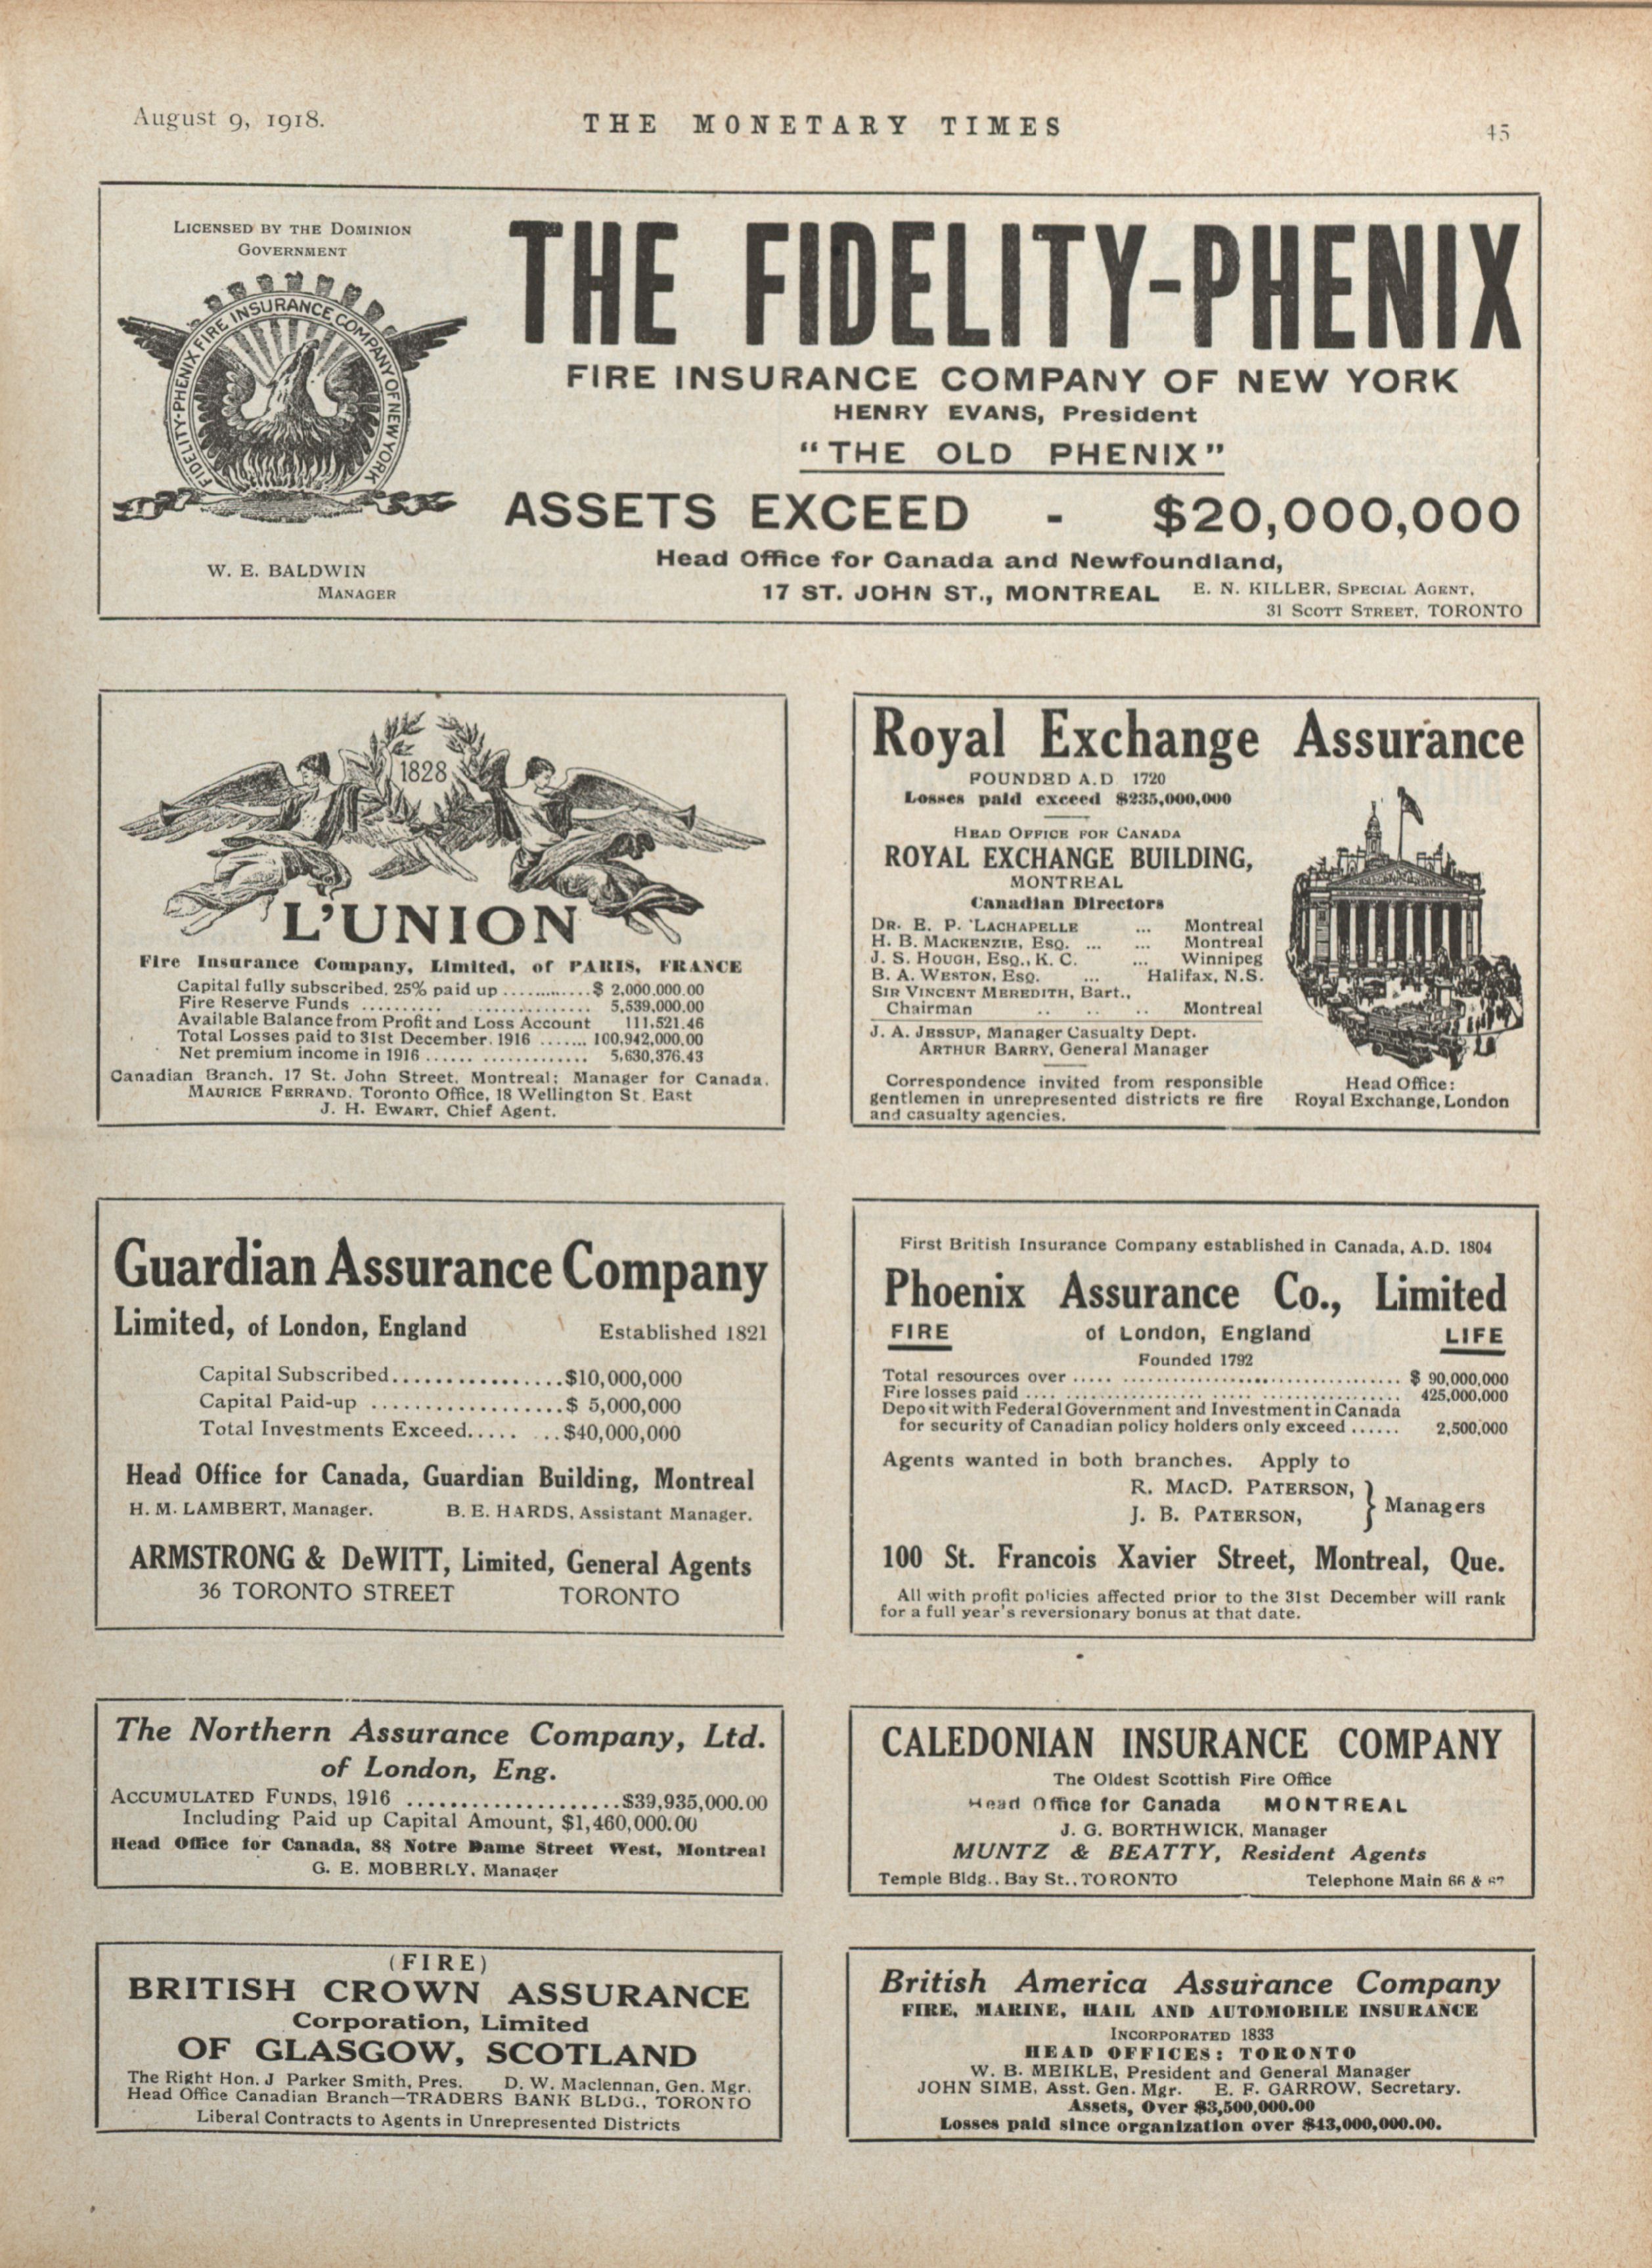 August 9, 1918.
THE MONETARY TIMES
45
LICENSED BY THE DOMINION
GOVERNMENT
FIDELITY-PHENIX FIRE INSURANCE COMPANY OF NEW YORK
W. E. BALDWIN
MANAGER
THE FIDELITY-PHENIX
FIRE INSURANCE COMPANY OF NEW YORK
HENRY EVANS, President
"THE OLD PHENIX"
ASSETS EXCEED - $20,000,000
Head Office for Canada and Newfoundland,
17 ST. JOHN ST., MONTREAL
E. N. KILLER, SPECIAL AGENT,
31 SCOTT STREET, TORONTO
1828
L'UNION
Fire Insurance Company, Limited, of PARIS, FRANCE
Capital fully subscribed, 25% paid up ............$ 2,000,000.00
Fire Reserve Funds .......... .............. 5,539,000.00
Available Balance from Profit and Loss Account 111,521.46
Total Losses paid to 31st December, 1916 ....... 100,942,000.00
Net premium income in 1916 ...... ............. 5,630,376.43
Canadian Branch, 17 St. John Street, Montreal; Manager for Canada,
MAURICE FERRAND. Toronto Office, 18 Wellington St. East
J. H. EWART, Chief Agent.
Royal Exchange Assurance
FOUNDED A.D. 1720
Losses paid exceed $235,000,000
HEAD OFFICE FOR CANADA
ROYAL EXCHANGE BUILDING,
MONTREAL
Canadian Directors
DR. E. P. LACHAPELLE ... Montreal
H. B. MACKENZIE, ESQ. ... ... Montreal
J. S. HOUGH, ESQ., K. C. ... Winnipeg
B. A. WESTON, ESQ. ... Halifax, N.S.
SIR VINCENT MEREDITH, Bart.,
Chairman .. .. .. Montreal
J. A. JESSUP, Manager Casualty Dept.
ARTHUR BARRY, General Manager
Correspondence invited from responsible
gentlemen in unrepresented districts re fire
and casualty agencies.
Head Office:
Royal Exchange, London
Guardian Assurance Company
Limited, of London, England Established 1821
Capital Subscribed................$10,000,000
Capital Paid-up ..................$ 5,000,000
Total Investments Exceed..... ...$40,000,000
Head Office for Canada, Guardian Building, Montreal
H. M. LAMBERT, Manager. B. E. HARDS, Assistant Manager.
ARMSTRONG & DeWITT, Limited, General Agents
36 TORONTO STREET TORONTO
First British Insurance Company established in Canada, A.D. 1804
Phoenix Assurance Co., Limited
FIRE of London, England LIFE
Founded 1792
Total resources over ..... .................................. $ 90,000,000
Fire losses paid .... ................. ..... ................. 425,000,000
Deposit with Federal Government and Investment in Canada
for security of Canadian policy holders only exceed ...... 2,500,000
Agents wanted in both branches. Apply to
R. MACD. PATERSON,
J. B. PATERSON,
} Managers
100 St. Francois Xavier Street, Montreal, Que.
All with profit policies affected prior to the 31st December will rank
for a full year's reversionary bonus at that date.
The Northern Assurance Company, Ltd.
of London, Eng.
ACCUMULATED FUNDS, 1916 .....................$39,935,000.00
Including Paid up Capital Amount, $1,460,000.00
Head Office for Canada, 88 Notre Dame Street West, Montreal
G. E. MOBERLY, Manager
CALEDONIAN INSURANCE COMPANY
The Oldest Scottish Fire Office
Head Office for Canada MONTREAL
J. G. BORTHWICK, Manager
MUNTZ & BEATTY, Resident Agents
Temple Bldg., Bay St., TORONTO Telephone Main 66 & 67
(FIRE)
BRITISH CROWN ASSURANCE
Corporation, Limited
OF GLASGOW, SCOTLAND
The Right Hon. J Parker Smith, Pres. D. W. Maclennan, Gen. Mgr.
Head Office Canadian Branch—TRADERS BANK BLDG., TORONTO
Liberal Contracts to Agents in Unrepresented Districts
British America Assurance Company
FIRE, MARINE, HAIL AND AUTOMOBILE INSURANCE
INCORPORATED 1833
HEAD OFFICES: TORONTO
W. B. MEIKLE, President and General Manager
JOHN SIME, Asst. Gen. Mgr. E. F. GARROW, Secretary.
Assets, Over $3,500,000.00
Losses paid since organization over $43,000,000.00.